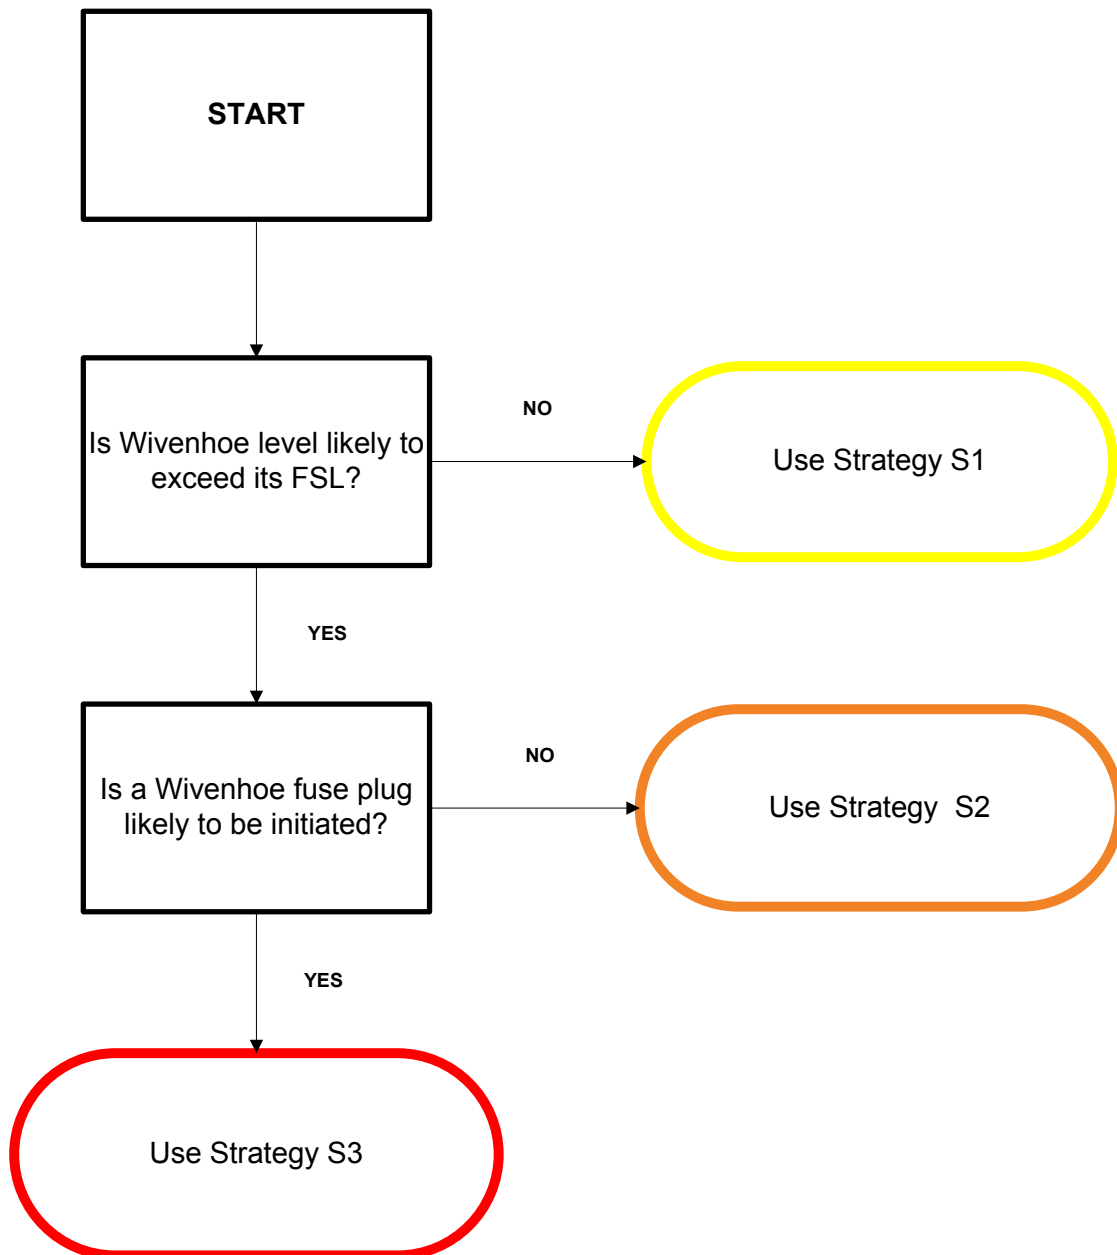 START
Is Wivenhoe level likely to
exceed its FSL?
NO
Use Strategy S1
YES
Is a Wivenhoe fuse plug
likely to be initiated?
NO
Use Strategy  S2
YES
Use Strategy S3